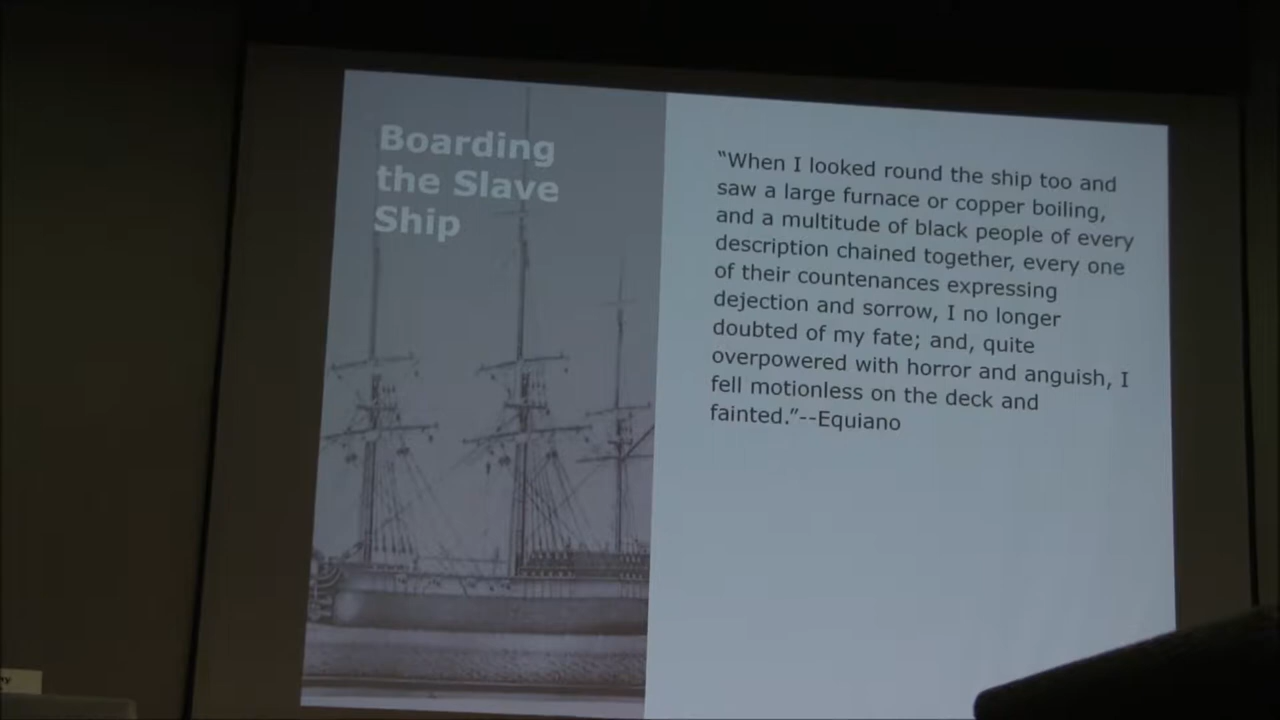 Boarding
the Slave
Ship
“When I looked round the ship too and
saw a large furnace or copper boiling,
and a multitude of black people of every
description chained together, every one
of their countenances expressing
dejection and sorrow, I no longer
doubted of my fate; and, quite
overpowered with horror and anguish, I
fell motionless on the deck and
fainted.”--Equiano